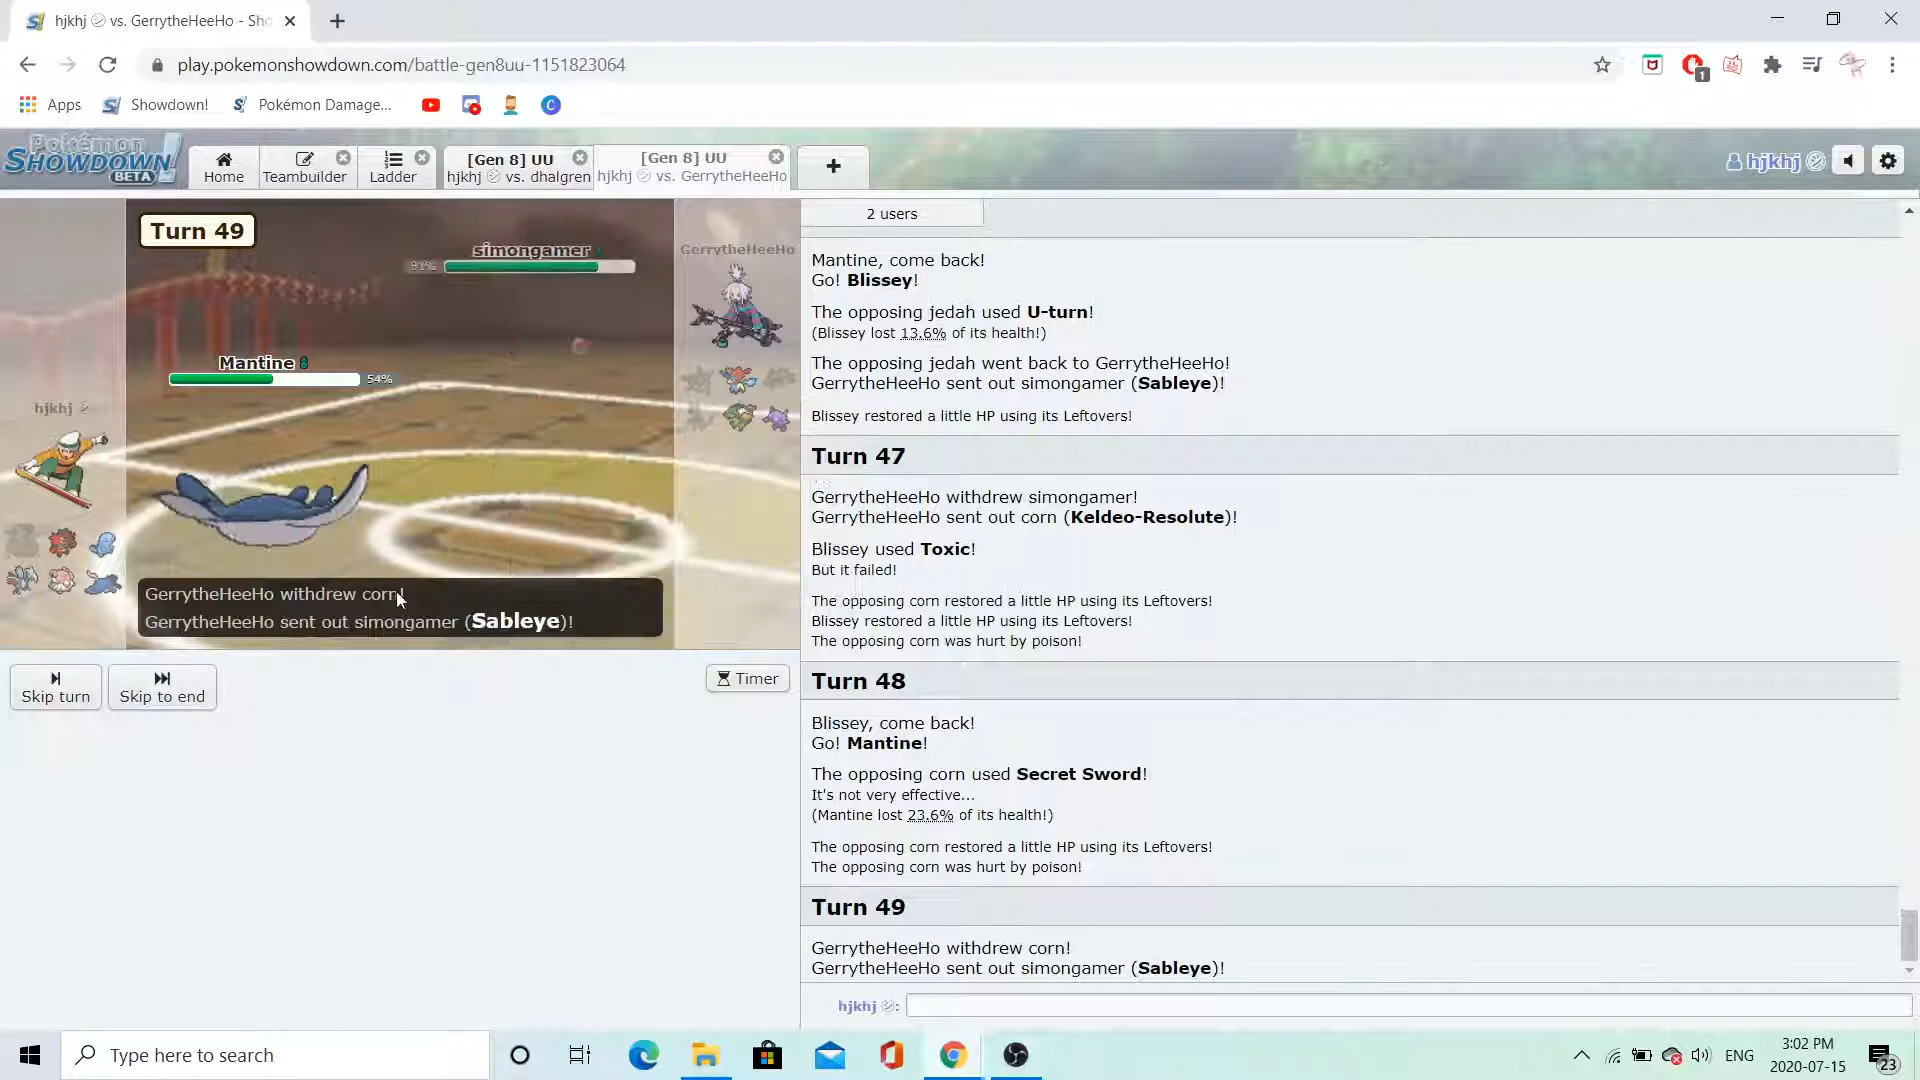 hjkhj vs. GerrytheHeeHo - Sho
play.pokemonshowdown.com/battle-gen8uu-1151823064
1
Apps
Showdown!
Pokémon Damage...
Pokémon
SHOWDOWN!
BETA
Home
Teambuilder
Ladder
[Gen 8] UU
hjkhj vs. dhalgren
[Gen 8] UU
hjkhj vs. GerrytheHeeHo
hjkhj
Turn 49
simongamer
81%
Mantine
54%
hjkhj
GerrytheHeeHo
GerrytheHeeHo withdrew corn!
GerrytheHeeHo sent out simongamer (Sableye)!
Skip turn
Skip to end
Timer
2 users
Mantine, come back!
Go! Blissey!
The opposing jedah used U-turn!
(Blissey lost 13.6% of its health!)
The opposing jedah went back to GerrytheHeeHo!
GerrytheHeeHo sent out simongamer (Sableye)!
Blissey restored a little HP using its Leftovers!
Turn 47
GerrytheHeeHo withdrew simongamer!
GerrytheHeeHo sent out corn (Keldeo-Resolute)!
Blissey used Toxic!
But it failed!
The opposing corn restored a little HP using its Leftovers!
Blissey restored a little HP using its Leftovers!
The opposing corn was hurt by poison!
Turn 48
Blissey, come back!
Go! Mantine!
The opposing corn used Secret Sword!
It's not very effective...
(Mantine lost 23.6% of its health!)
The opposing corn restored a little HP using its Leftovers!
The opposing corn was hurt by poison!
Turn 49
GerrytheHeeHo withdrew corn!
GerrytheHeeHo sent out simongamer (Sableye)!
hjkhj :
Type here to search
ENG
3:02 PM
2020-07-15
23